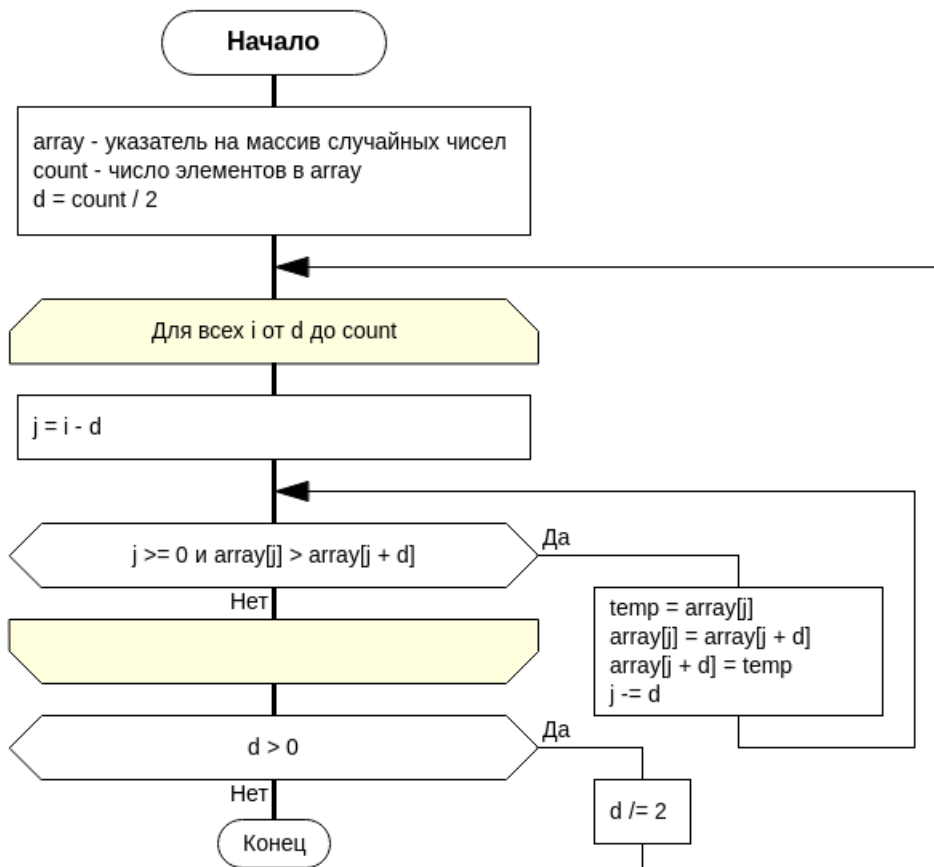 Начало
array - указатель на массив случайных чисел
count - число элементов в array
d = count / 2
Для всех i от d до count
j = i - d
j >= 0 и array[j] > array[j + d]
Да
Нет
temp = array[j]
array[j] = array[j + d]
array[j + d] = temp
j -= d
d > 0
Да
Нет
d /= 2
Конец